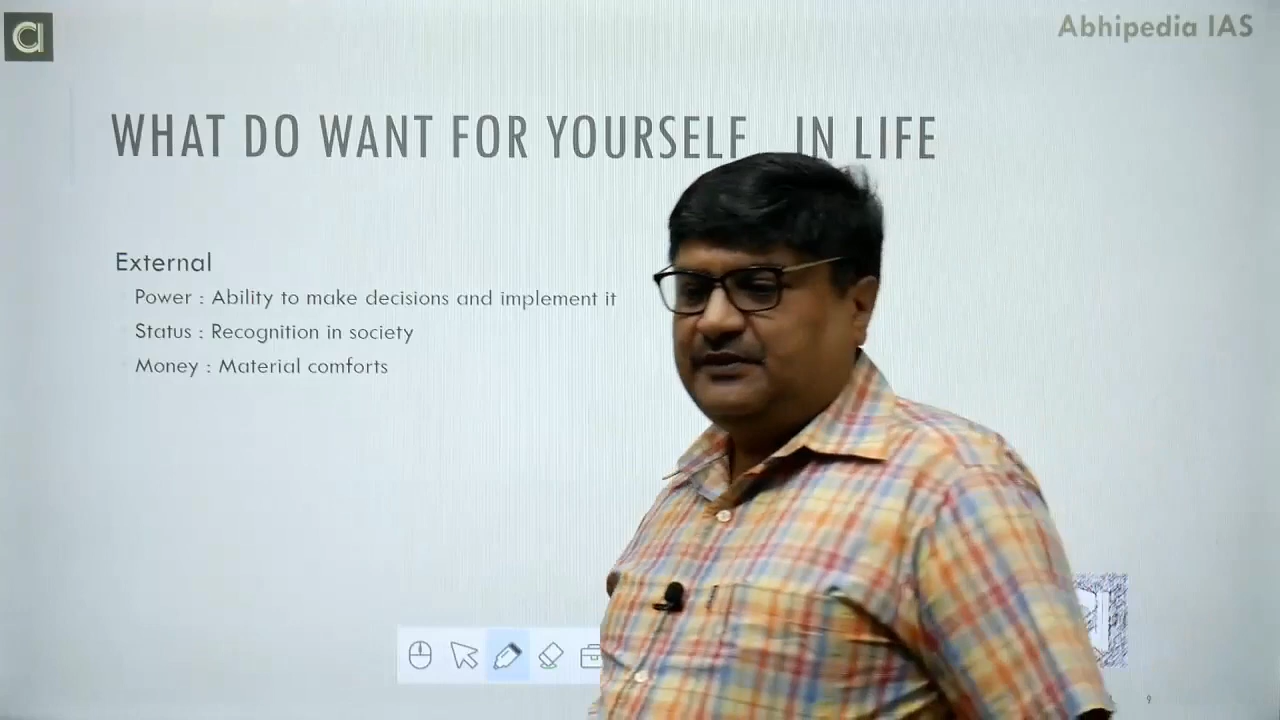 Abhipedia IAS
WHAT DO WANT FOR YOURSELF IN LIFE
External
Power : Ability to make decisions and implement it
Status : Recognition in society
Money : Material comforts
9